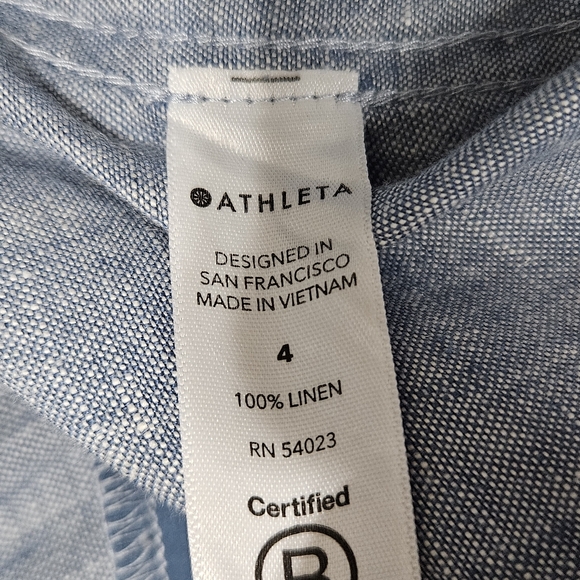 ATHLETA
DESIGNED IN
SAN FRANCISCO
MADE IN VIETNAM
4
100% LINEN
RN 54023
Certified
B